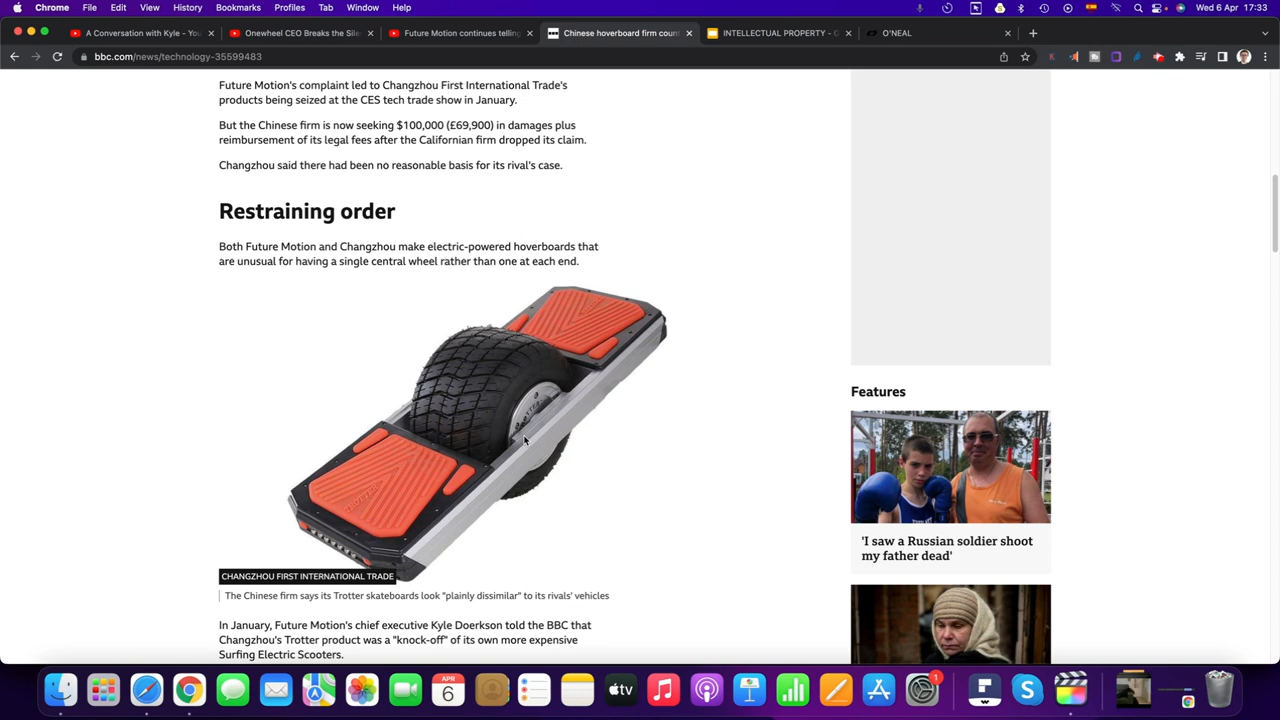 Chrome File Edit View History Bookmarks Profiles Tab Window Help
Wed 6 Apr 17:33
A Conversation with Kyle - Yo
Onewheel CEO Breaks the Sile
Future Motion continues telling
Chinese hoverboard firm coun
INTELLECTUAL PROPERTY - G
O'NEAL
bbc.com/news/technology-35599483
Future Motion's complaint led to Changzhou First International Trade's
products being seized at the CES tech trade show in January.
But the Chinese firm is now seeking $100,000 (£69,900) in damages plus
reimbursement of its legal fees after the Californian firm dropped its claim.
Changzhou said there had been no reasonable basis for its rival's case.
Restraining order
Both Future Motion and Changzhou make electric-powered hoverboards that
are unusual for having a single central wheel rather than one at each end.
TROTTER
CHANGZHOU FIRST INTERNATIONAL TRADE
The Chinese firm says its Trotter skateboards look "plainly dissimilar" to its rivals' vehicles
In January, Future Motion's chief executive Kyle Doerkson told the BBC that
Changzhou's Trotter product was a "knock-off" of its own more expensive
Surfing Electric Scooters.
Features
'I saw a Russian soldier shoot
my father dead'
APR
6
tv
1